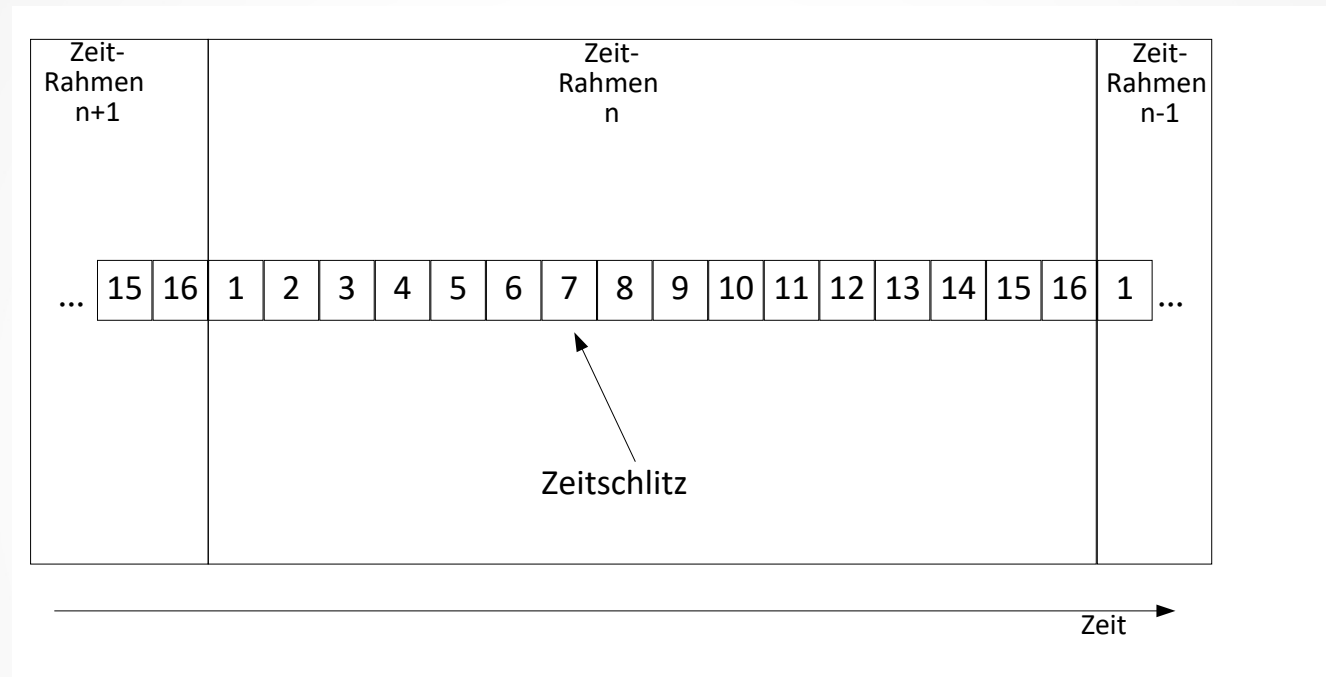 Zeit-
Rahmen
n+1
Zeit-
Rahmen
n
Zeit-
Rahmen
n-1
... 15 16 1 2 3 4 5 6 7 8 9 10 11 12 13 14 15 16 1 ...
Zeitschlitz
Zeit